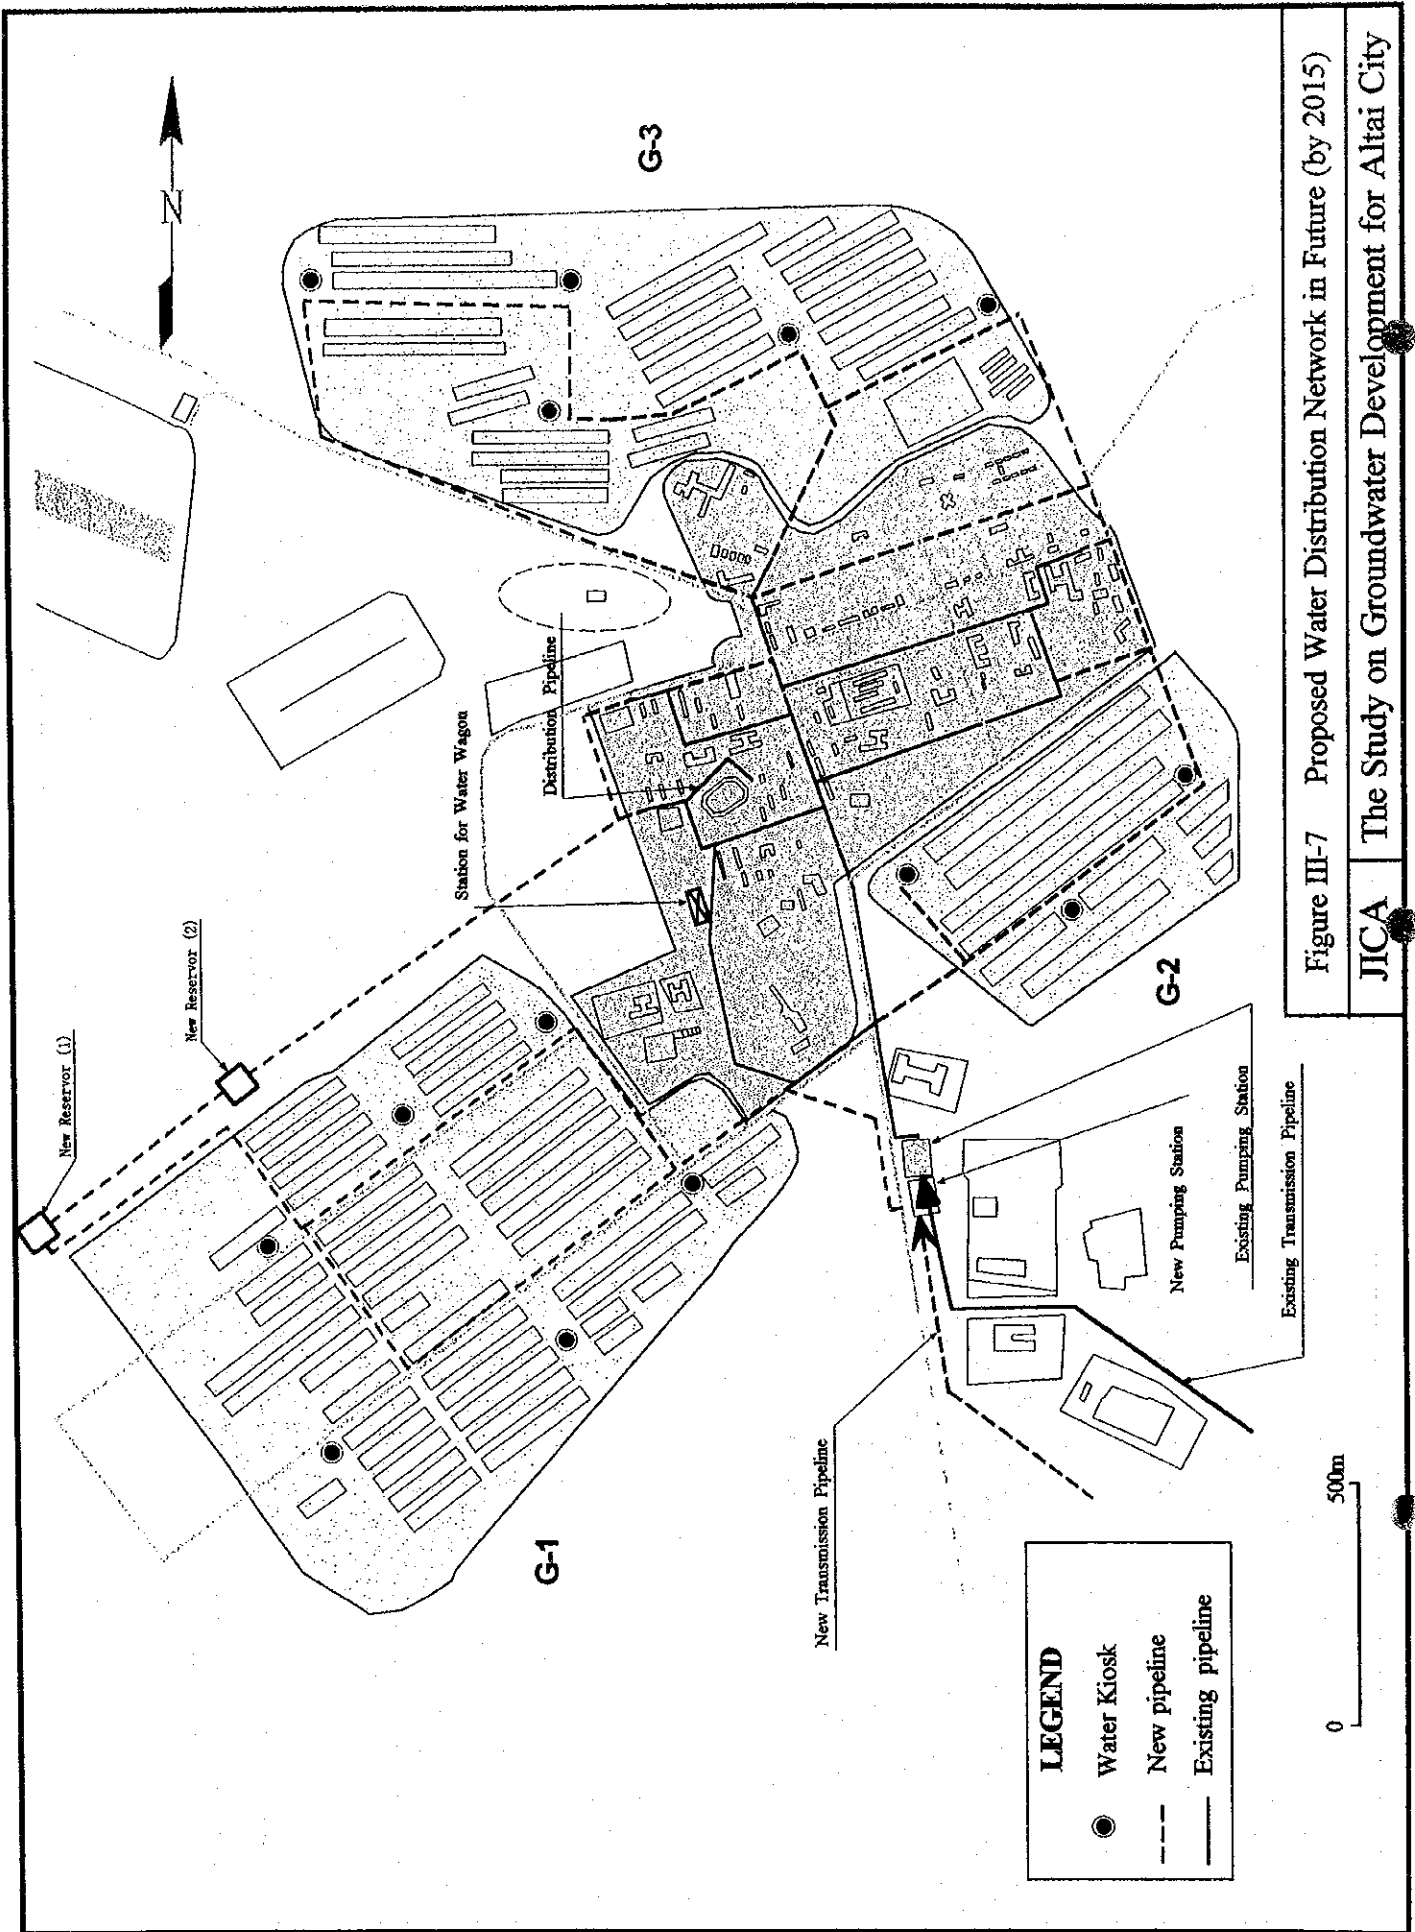 N
G-3
New Reservor (1)
New Reservor (2)
Station for Water Wagon
Distribution Pipeline
G-1
G-2
New Transmission Pipeline
New Pumping Station
Existing Pumping Station
Existing Transmission Pipeline
LEGEND
Water Kiosk
New pipeline
Existing pipeline
0 500m
Figure III-7 Proposed Water Distribution Network in Future (by 2015)
JICA The Study on Groundwater Development for Altai City